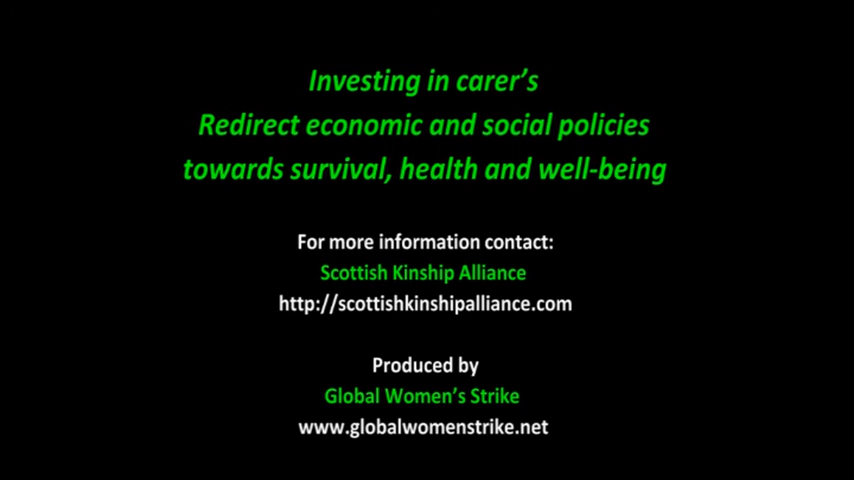 Investing in carer’s
Redirect economic and social policies
towards survival, health and well-being
For more information contact:
Scottish Kinship Alliance
http://scottishkinshipalliance.com
Produced by
Global Women’s Strike
www.globalwomenstrike.net